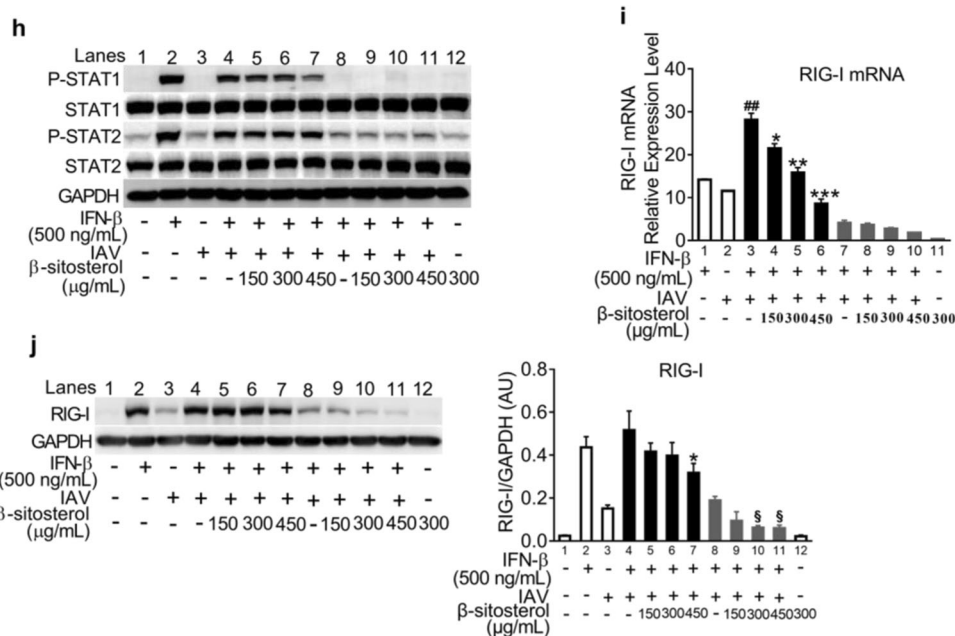 h
Lanes 1 2 3 4 5 6 7 8 9 10 11 12
P-STAT1
STAT1
P-STAT2
STAT2
GAPDH
IFN-β - + - + + + + + + + + -
(500 ng/mL)
IAV - - + + + + + + + + + -
β-sitosterol - - - - 150 300 450 - 150 300 450 300
(μg/mL)
i
RIG-I mRNA
RIG-I mRNA
Relative Expression Level
40
30
20
10
0
##
*
**
***
1 2 3 4 5 6 7 8 9 10 11
IFN-β
(500 ng/mL) + - + + + + + + + + -
IAV - + + + + + + + + + -
β-sitosterol - - - 150 300 450 - 150 300 450 300
(μg/mL)
j
Lanes 1 2 3 4 5 6 7 8 9 10 11 12
RIG-I
GAPDH
IFN-β - + - + + + + + + + + -
(500 ng/mL)
IAV - - + + + + + + + + + -
β-sitosterol - - - - 150 300 450 - 150 300 450 300
(μg/mL)
RIG-I
RIG-I/GAPDH (AU)
0.8
0.6
0.4
0.2
0.0
*
§ §
1 2 3 4 5 6 7 8 9 10 11 12
IFN-β - + - + + + + + + + + -
(500 ng/mL)
IAV - - + + + + + + + + + -
β-sitosterol - - - - 150 300 450 - 150 300 450 300
(μg/mL)